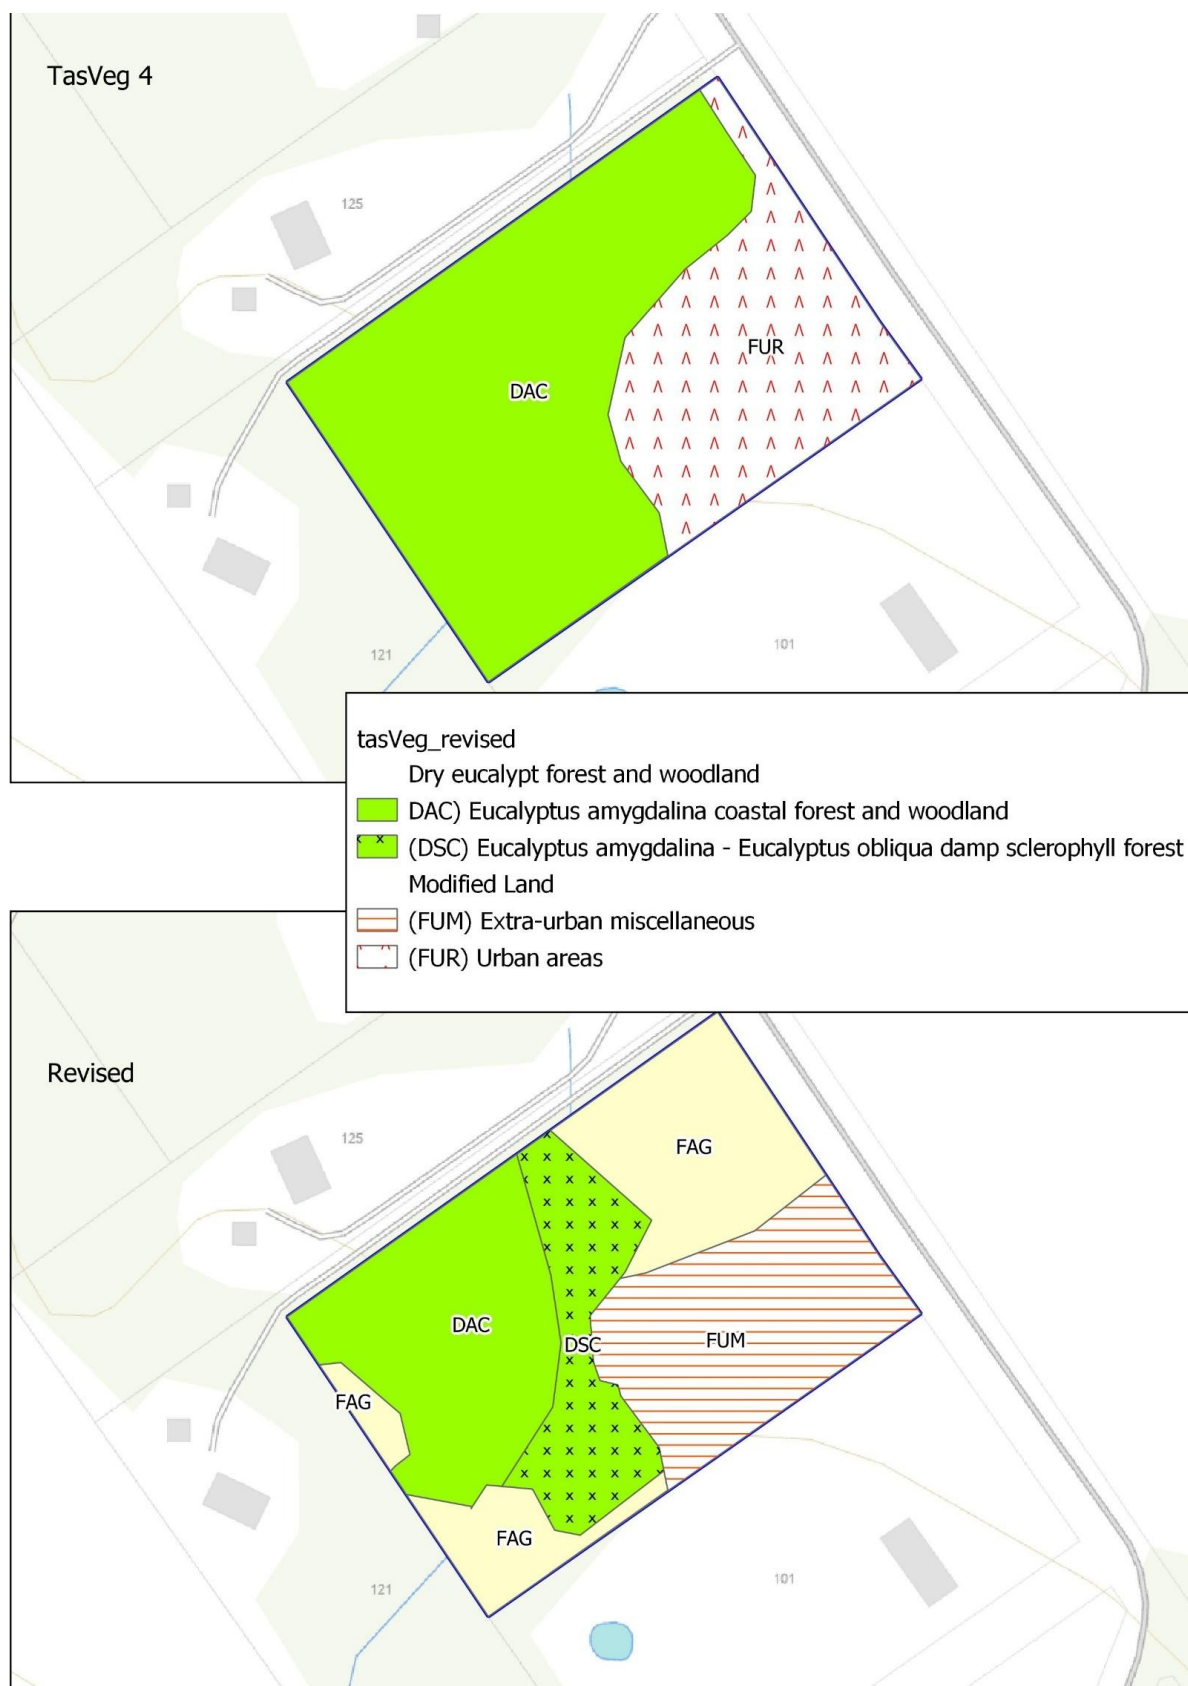 TasVeg 4
125
FUR
DAC
101
121
tasVeg_revised
Dry eucalypt forest and woodland
DAC) Eucalyptus amygdalina coastal forest and woodland
(DSC) Eucalyptus amygdalina - Eucalyptus obliqua damp sclerophyll forest
Modified Land
(FUM) Extra-urban miscellaneous
(FUR) Urban areas
Revised
125
FAG
DAC
DSC
FUM
FAG
FAG
101
121